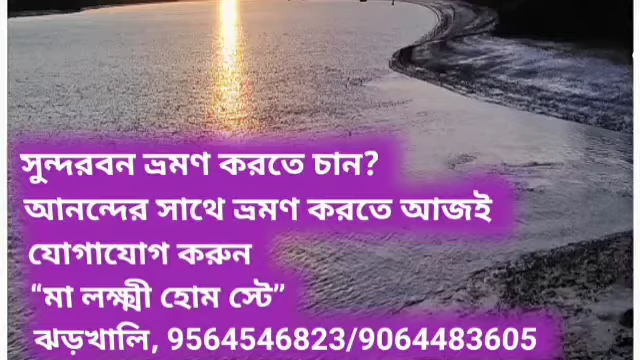 সুন্দরবন ভ্রমণ করতে চান?
আনন্দের সাথে ভ্রমণ করতে আজই
যোগাযোগ করুন
“মা লক্ষ্মী হোম স্টে”
ঝড়খালি, 9564546823/9064483605